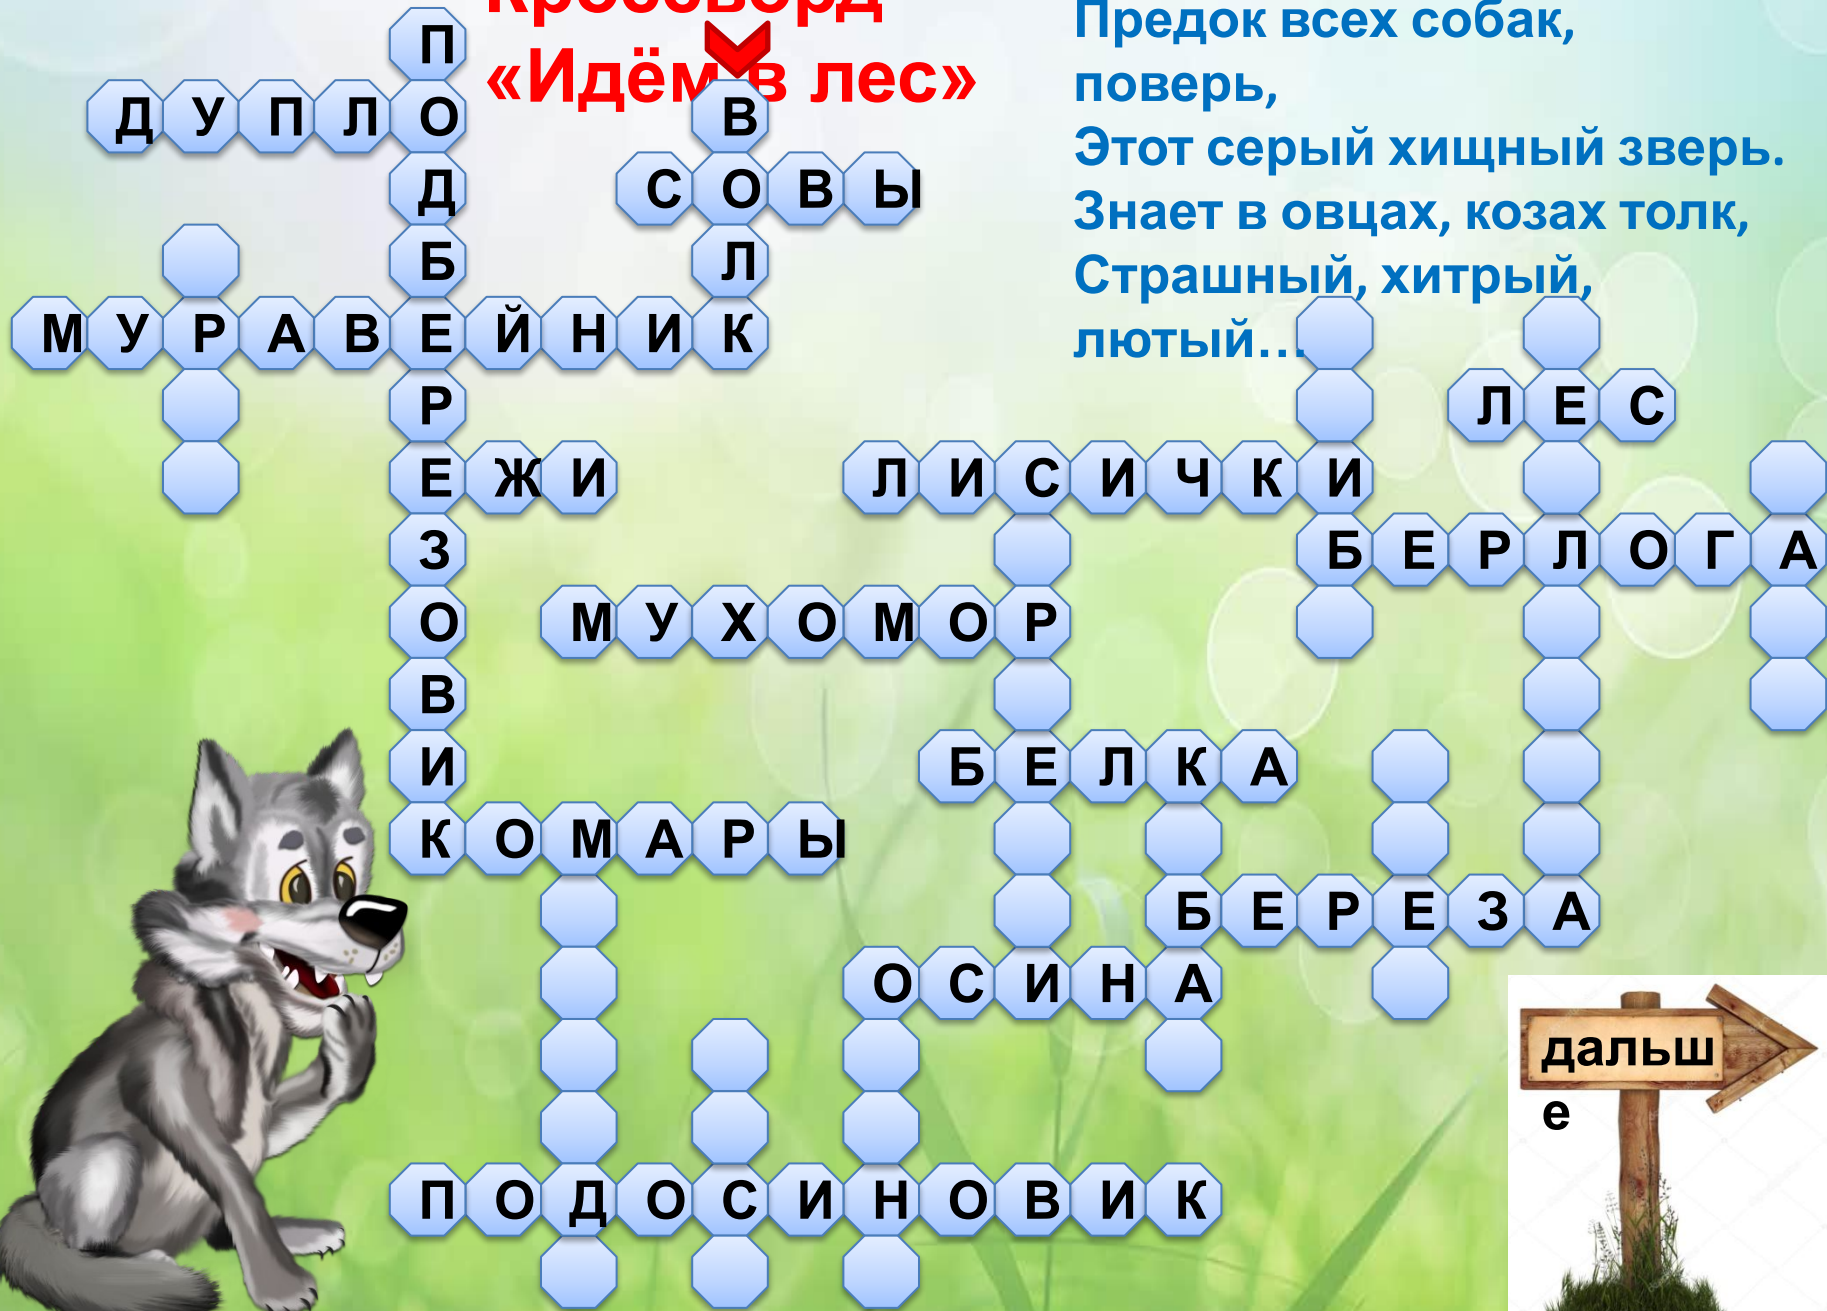 Кроссворд
«Идём в лес»
Предок всех собак,
поверь,
Этот серый хищный зверь.
Знает в овцах, козах толк,
Страшный, хитрый,
лютый…
ПОДБЕРЕЗОВИК
ДУПЛО
ВОЛК
СОВЫ
МУРАВЕЙНИК
ЛЕС
ЕЖИ
ЛИСИЧКИ
БЕРЛОГА
МУХОМОР
БЕЛКА
КОМАРЫ
БЕРЕЗА
ОСИНА
ПОДОСИНОВИК
дальш
е